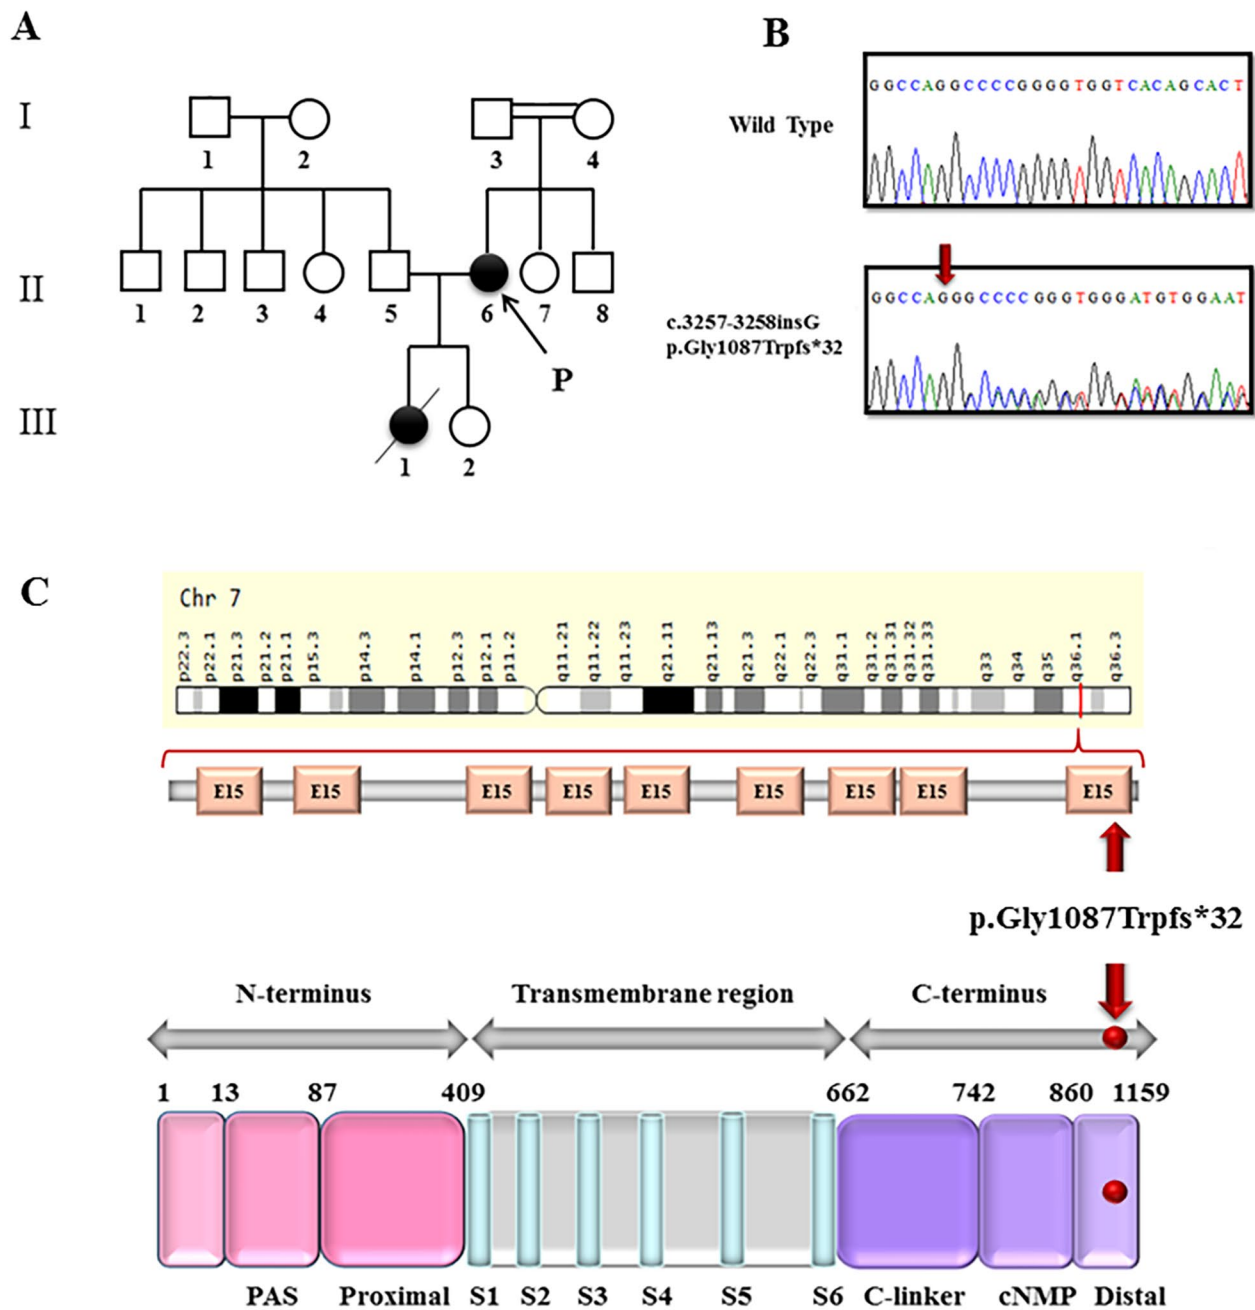 A
B
I
1 2 3 4
II
1 2 3 4 5 6 7 8
P
III
1 2
Wild Type
GGCCAGGCCCCGGGGTGGTCACAGCACT
c.3257-3258insG
p.Gly1087Trpfs*32
GGCCAGGGCCCCGGGTGGGATGTGGAAT
C
Chr 7
p22.3 p22.1 p21.3 p21.2 p21.1 p15.3 p14.3 p14.1 p12.3 p12.1 p11.2 q11.21 q11.22 q11.23 q21.11 q21.13 q21.3 q22.1 q22.3 q31.1 q31.2 q31.31 q31.32 q31.33 q33 q34 q35 q36.1 q36.3
E15 E15 E15 E15 E15 E15 E15 E15 E15
p.Gly1087Trpfs*32
N-terminus Transmembrane region C-terminus
1 13 87 409 662 742 860 1159
PAS Proximal S1 S2 S3 S4 S5 S6 C-linker cNMP Distal